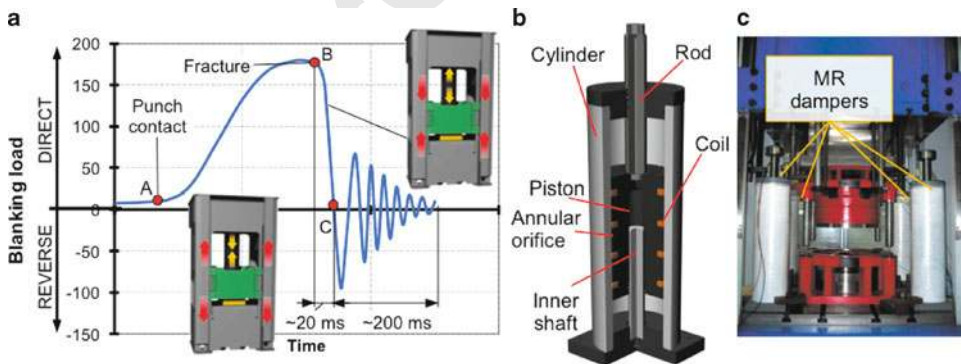 a
Blanking load
REVERSE
DIRECT
200
150
100
50
0
-50
-100
-150
Punch
contact
A
Fracture
B
C
~20 ms
~200 ms
Time
b
Cylinder
Rod
Coil
Piston
Annular
orifice
Inner
shaft
c
MR
dampers